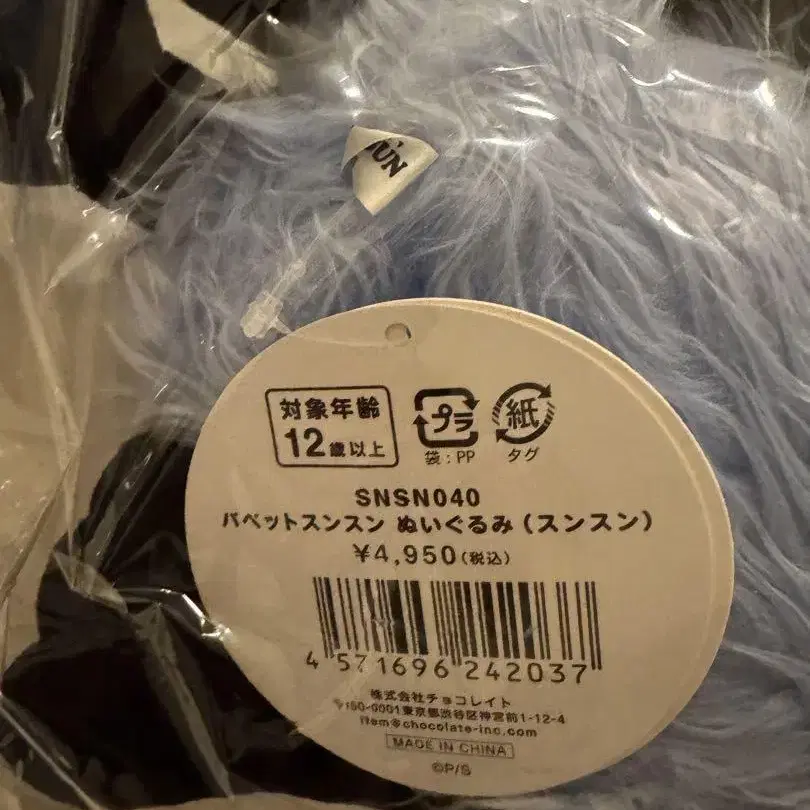 UN
対象年齢
12歳以上
プラ
袋:PP
紙
タグ
SNSN040
パペットスンスン ぬいぐるみ(スンスン)
¥4,950(税込)
4 571696 242037
株式会社チョコレイト
〒150-0001東京都渋谷区神宮前1-12-4
item@chocolate-inc.com
MADE IN CHINA
©P/S